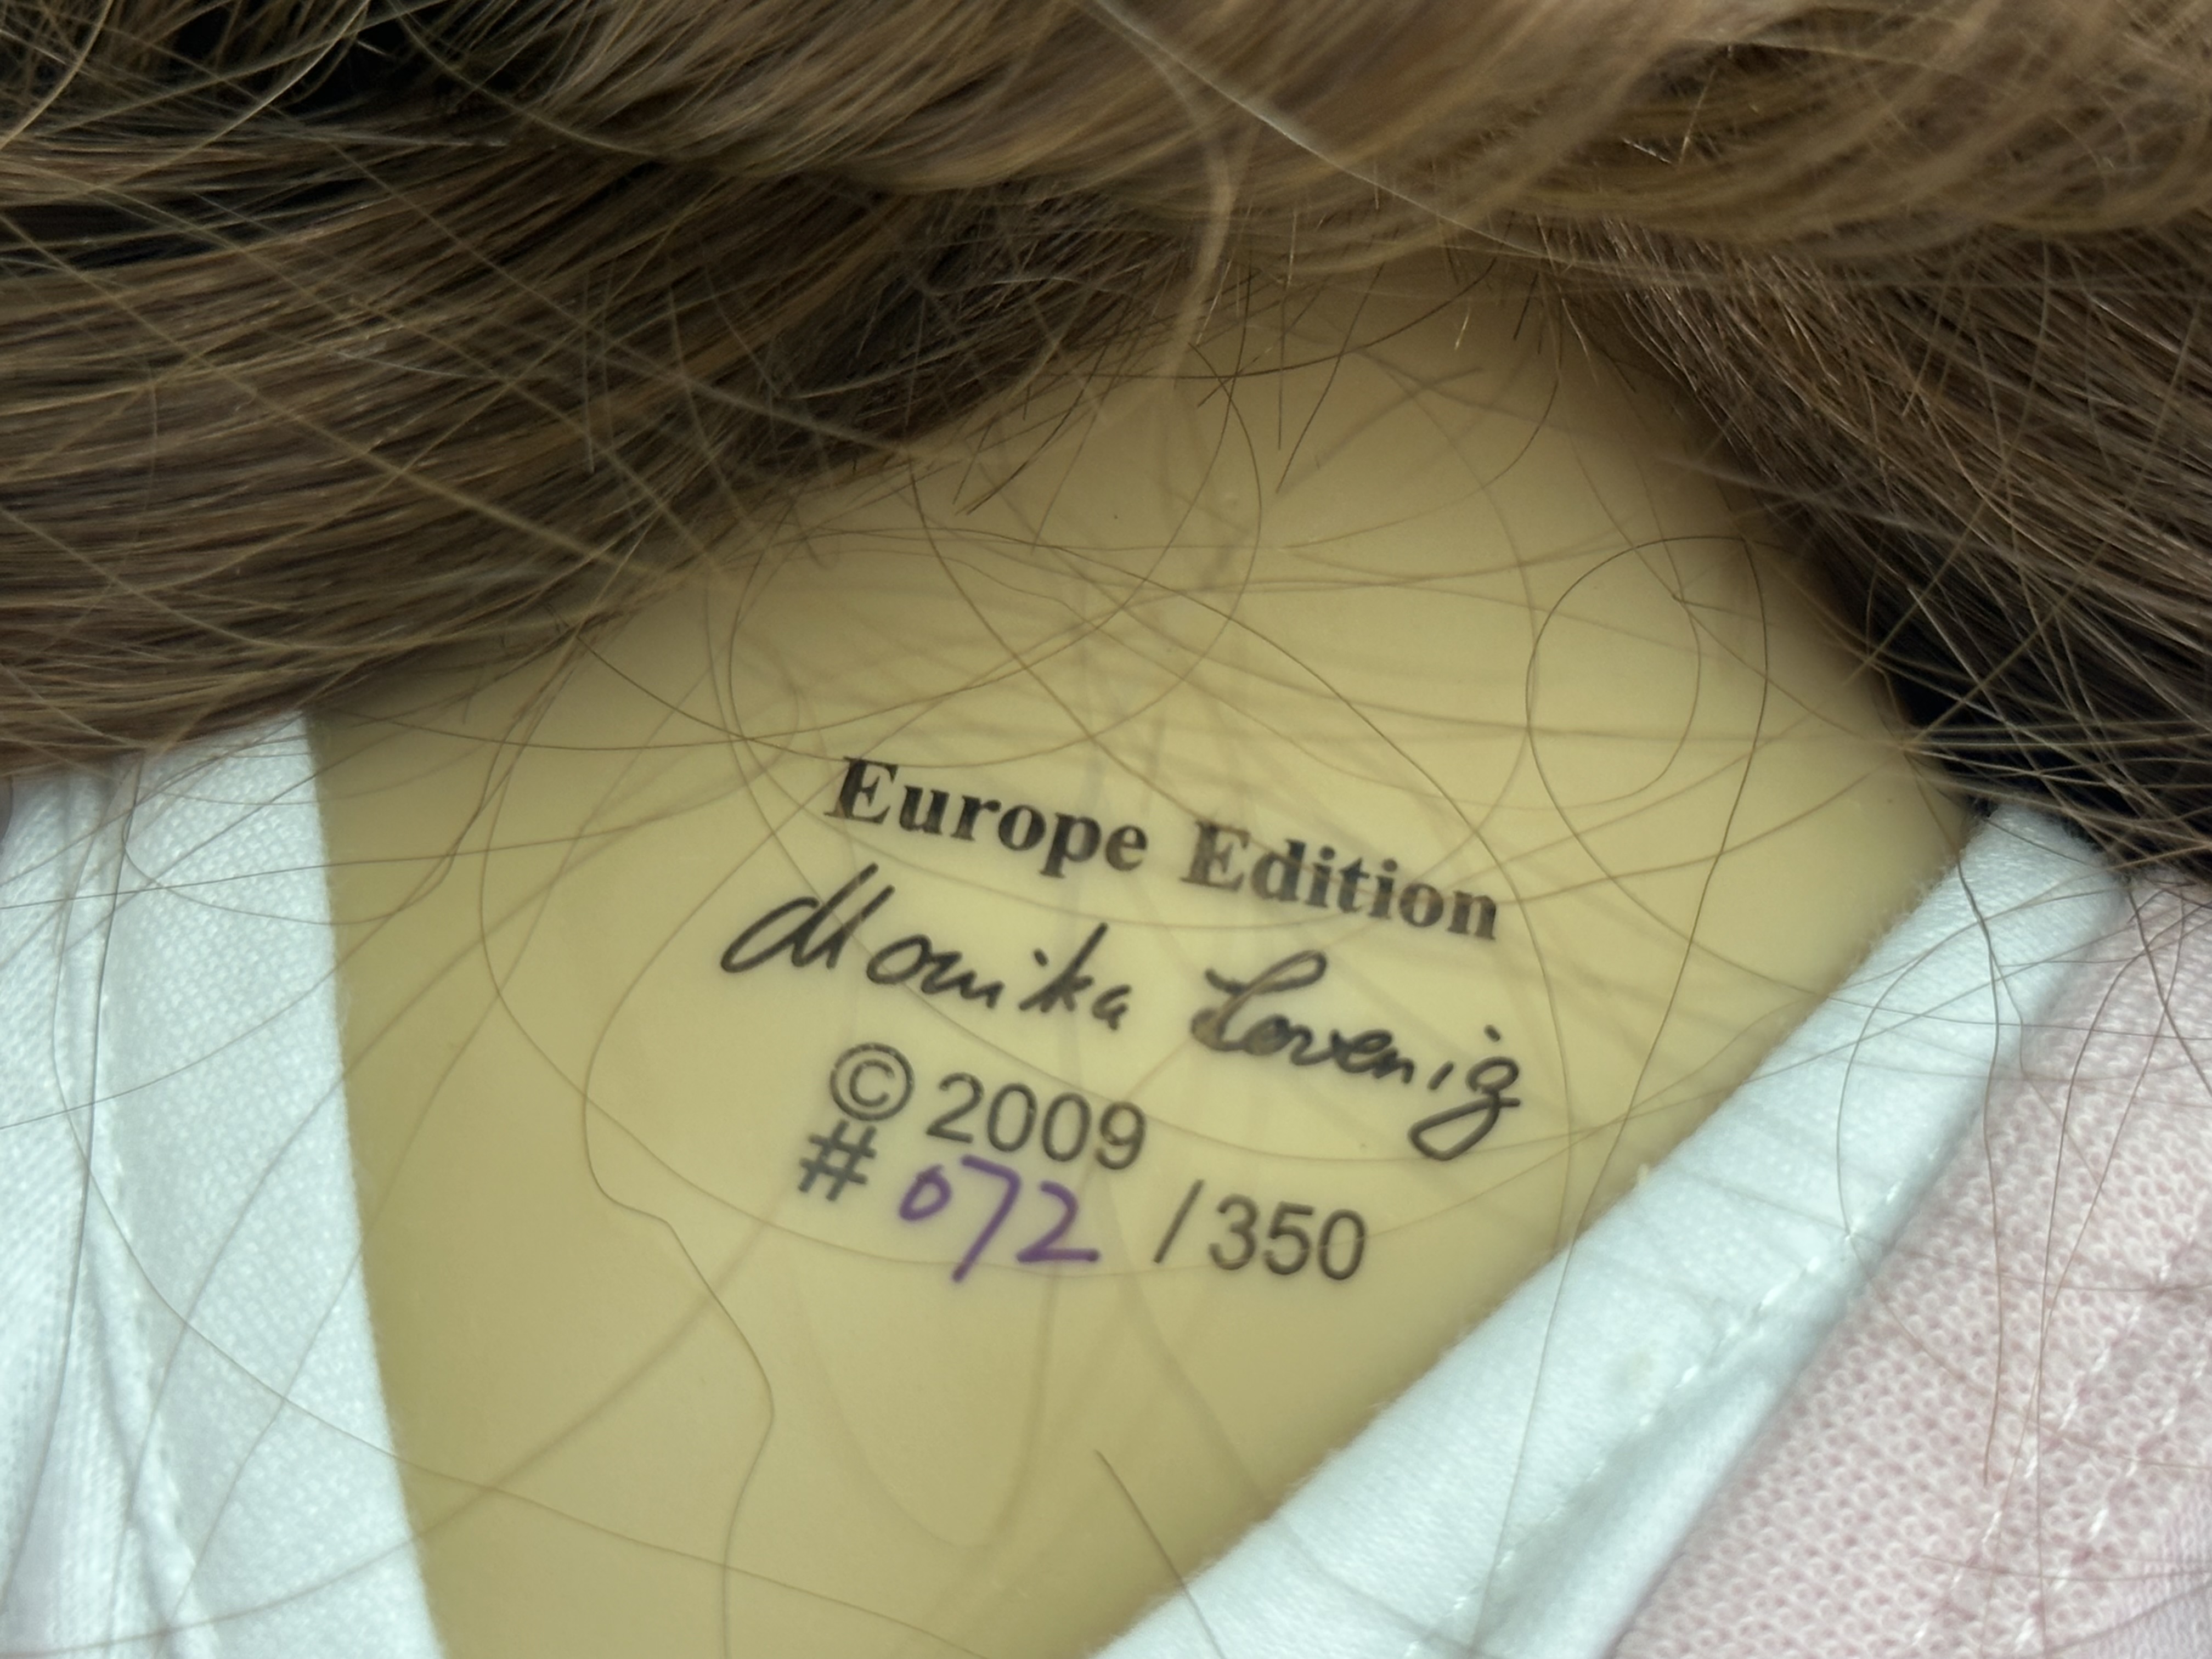 Europe Edition
Monika Levenig
©2009
#072 /350